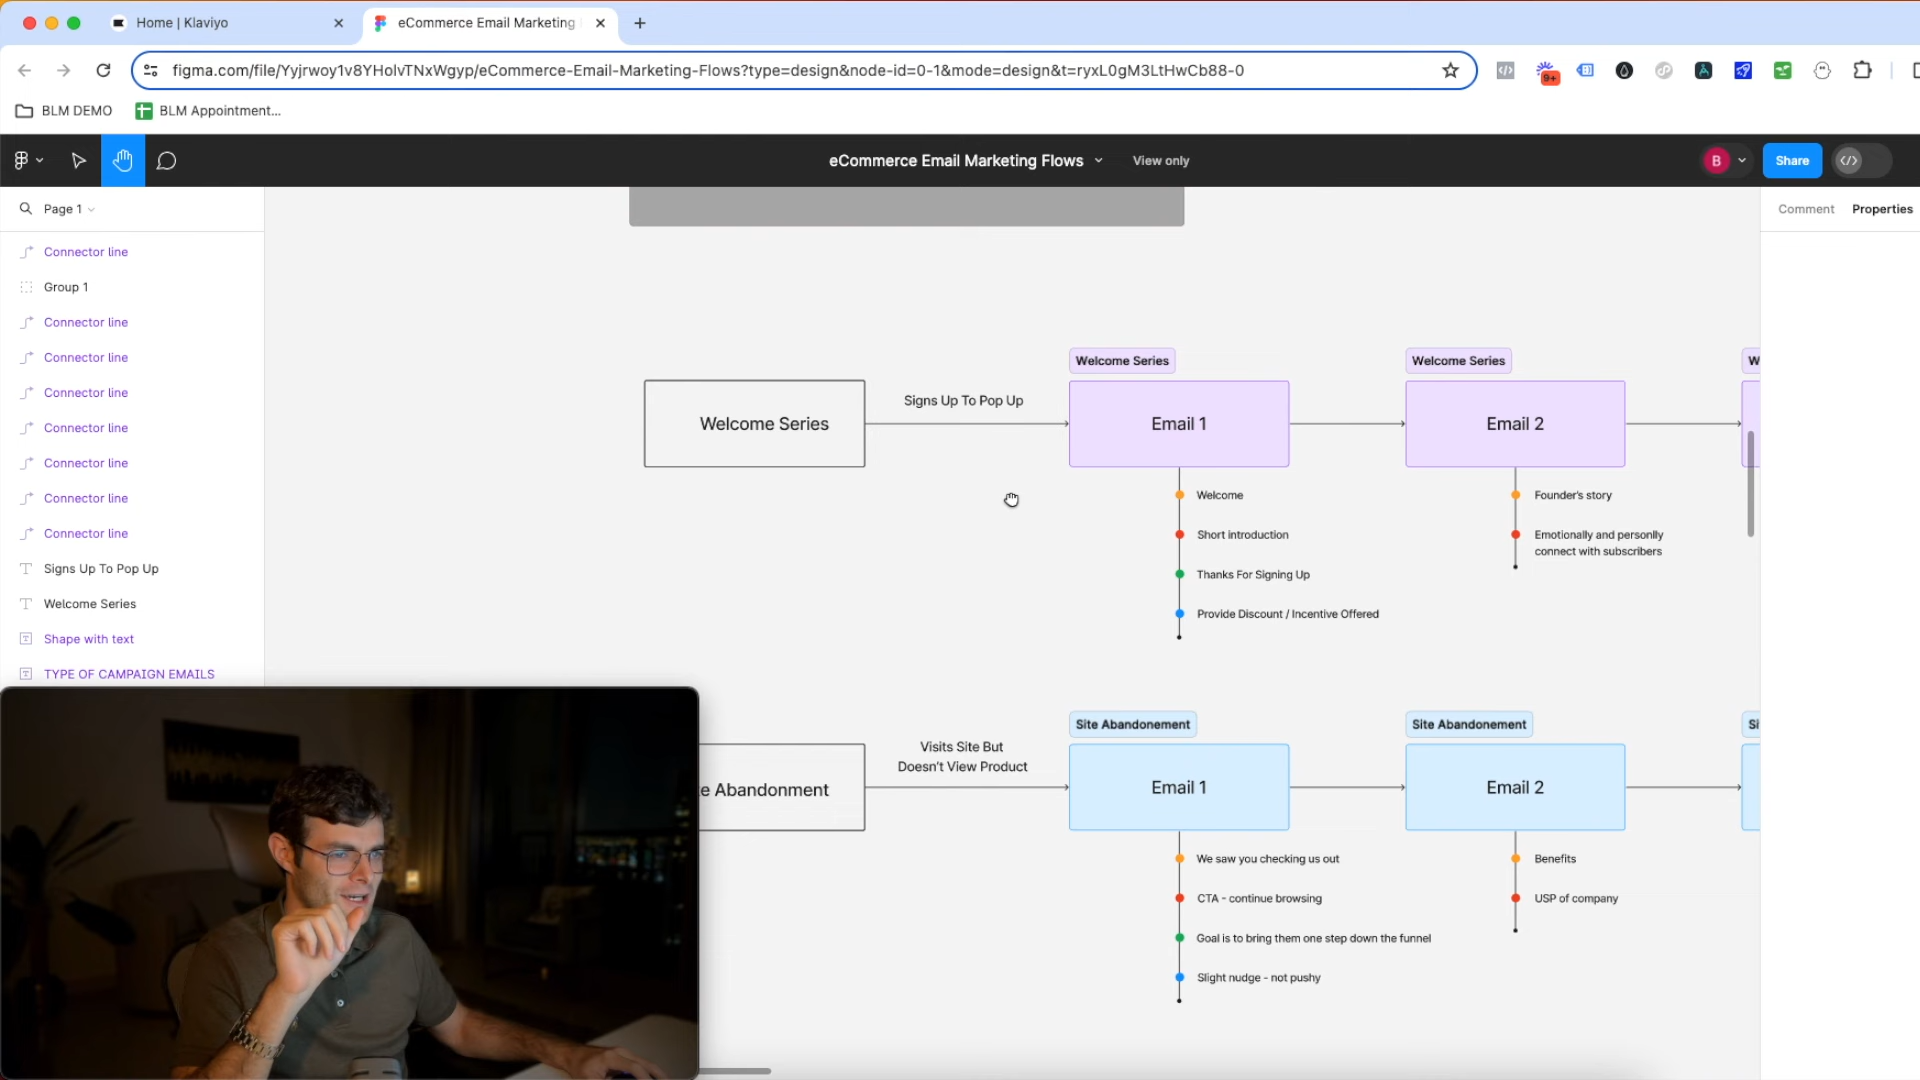 Home | Klaviyo
eCommerce Email Marketing
figma.com/file/Yyjrwoy1v8YHolvTNxWgyp/eCommerce-Email-Marketing-Flows?type=design&node-id=0-1&mode=design&t=ryxL0gM3LtHwCb88-0
9+
BLM DEMO
BLM Appointment...
eCommerce Email Marketing Flows
View only
B
Share
Page 1
Comment
Properties
Connector line
Group 1
Connector line
Connector line
Connector line
Connector line
Connector line
Connector line
Connector line
Signs Up To Pop Up
Welcome Series
Shape with text
TYPE OF CAMPAIGN EMAILS
Welcome Series
Signs Up To Pop Up
Welcome Series
Email 1
Welcome
Short introduction
Thanks For Signing Up
Provide Discount / Incentive Offered
Welcome Series
Email 2
Founder's story
Emotionally and personlly
connect with subscribers
W
e Abandonment
Visits Site But
Doesn't View Product
Site Abandonement
Email 1
We saw you checking us out
CTA - continue browsing
Goal is to bring them one step down the funnel
Slight nudge - not pushy
Site Abandonement
Email 2
Benefits
USP of company
Si